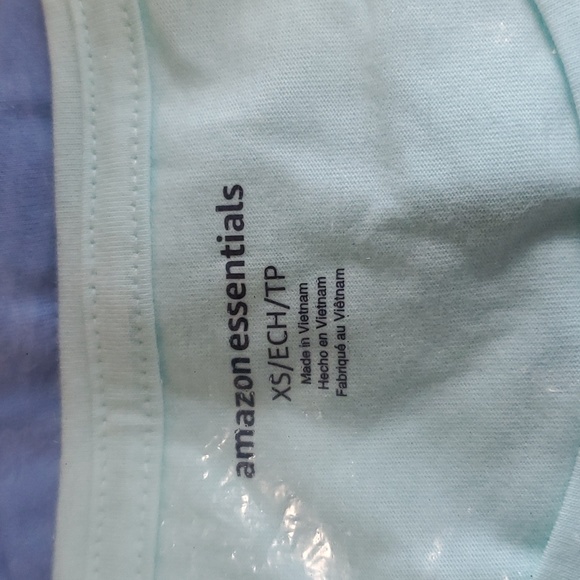 amazon essentials
XS/ECH/TP
Made in Vietnam
Hecho en Vietnam
Fabriqué au Viêtnam